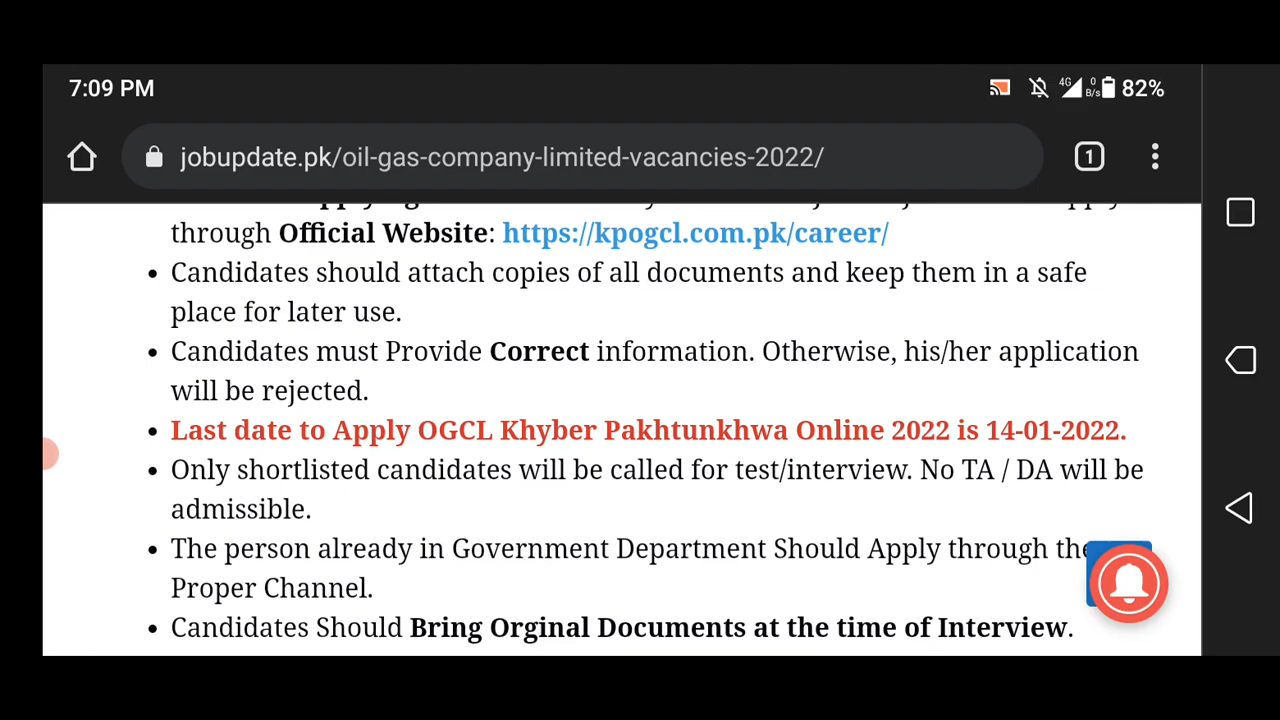 7:09 PM
4G
0
B/s
82%
jobupdate.pk/oil-gas-company-limited-vacancies-2022/
1
through Official Website: https://kpogcl.com.pk/career/
Candidates should attach copies of all documents and keep them in a safe
place for later use.
Candidates must Provide Correct information. Otherwise, his/her application
will be rejected.
Last date to Apply OGCL Khyber Pakhtunkhwa Online 2022 is 14-01-2022.
Only shortlisted candidates will be called for test/interview. No TA / DA will be
admissible.
The person already in Government Department Should Apply through the
Proper Channel.
Candidates Should Bring Orginal Documents at the time of Interview.